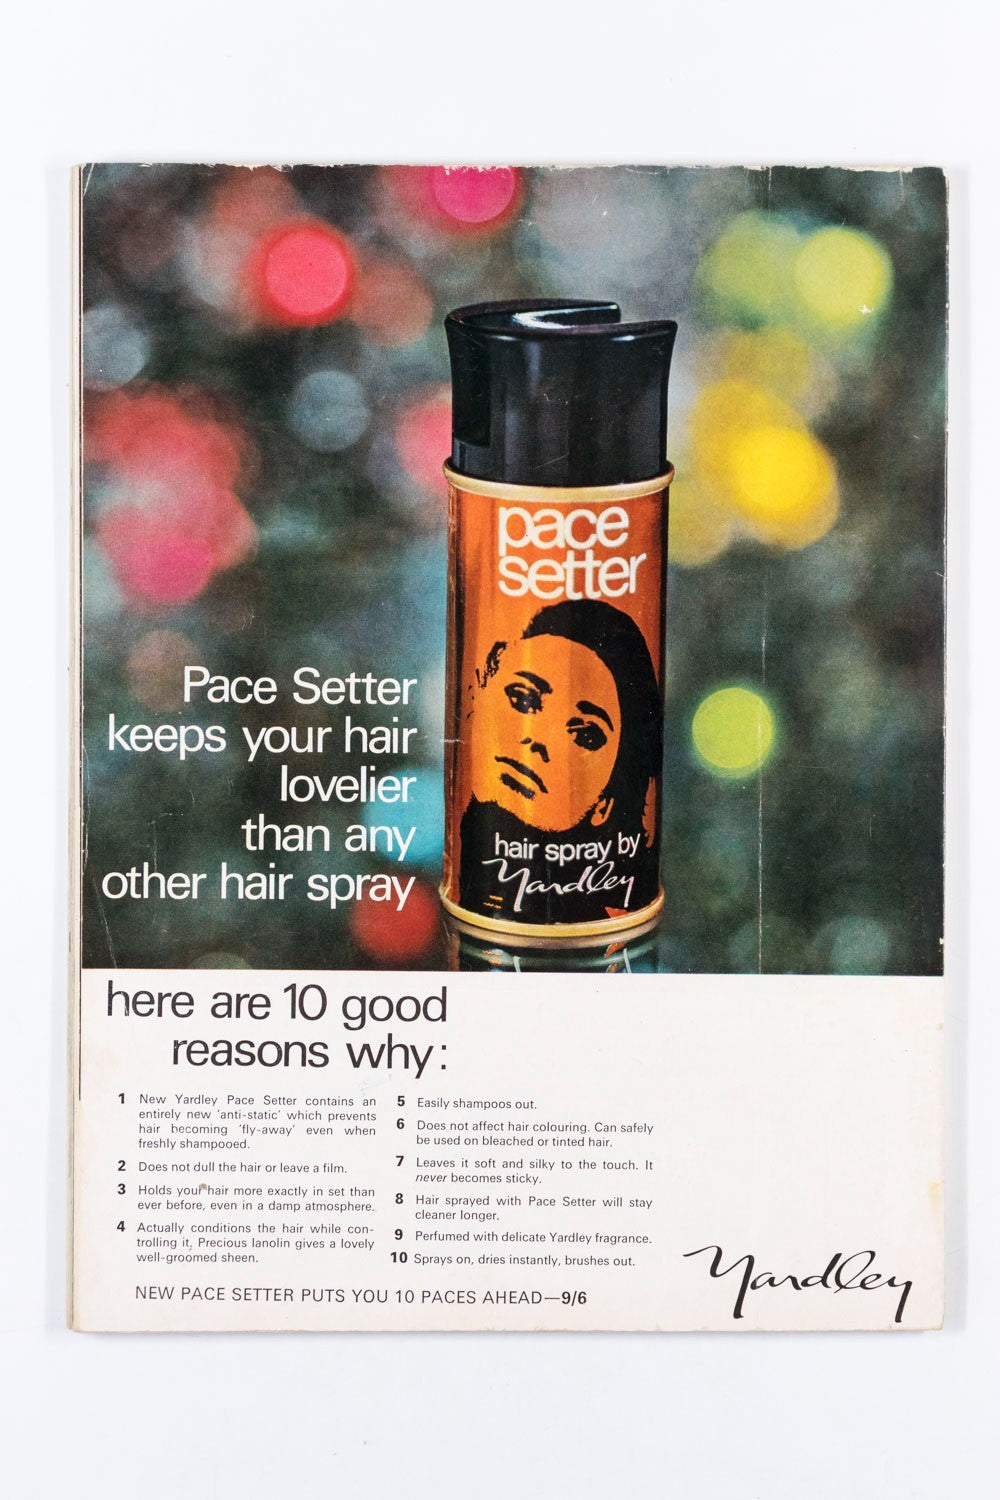 pace
setter
hair spray by
Yardley
Pace Setter
keeps your hair
lovelier
than any
other hair spray
here are 10 good
reasons why:
1 New Yardley Pace Setter contains an
entirely new 'anti-static' which prevents
hair becoming 'fly-away' even when
freshly shampooed.
2 Does not dull the hair or leave a film.
3 Holds your hair more exactly in set than
ever before, even in a damp atmosphere.
4 Actually conditions the hair while con-
trolling it, Precious lanolin gives a lovely
well-groomed sheen.
5 Easily shampoos out.
6 Does not affect hair colouring. Can safely
be used on bleached or tinted hair.
7 Leaves it soft and silky to the touch. It
never becomes sticky.
8 Hair sprayed with Pace Setter will stay
cleaner longer.
9 Perfumed with delicate Yardley fragrance.
10 Sprays on, dries instantly, brushes out.
NEW PACE SETTER PUTS YOU 10 PACES AHEAD—9/6
Yardley